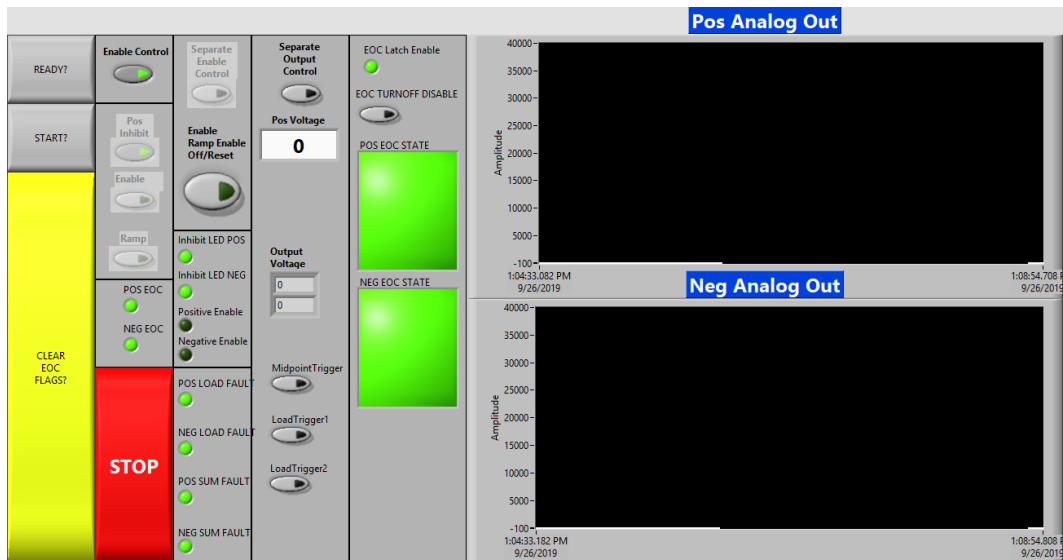 READY?
START?
CLEAR
EOC
FLAGS?
Enable Control
Pos
Inhibit
Enable
Ramp
POS EOC
NEG EOC
STOP
Separate
Enable
Control
Enable
Ramp Enable
Off/Reset
Inhibit LED POS
Inhibit LED NEG
Positive Enable
Negative Enable
POS LOAD FAULT
NEG LOAD FAULT
POS SUM FAULT
NEG SUM FAULT
Separate
Output
Control
Pos Voltage
0
Output
Voltage
0
0
MidpointTrigger
LoadTrigger1
LoadTrigger2
EOC Latch Enable
EOC TURNOFF DISABLE
POS EOC STATE
NEG EOC STATE
Pos Analog Out
Amplitude
40000
35000
30000
25000
20000
15000
10000
5000
-100
1:04:33.082 PM
9/26/2019
1:08:54.708
9/26/2019
Neg Analog Out
Amplitude
40000
35000
30000
25000
20000
15000
10000
5000
-100
1:04:33.182 PM
9/26/2019
1:08:54.808
9/26/2019